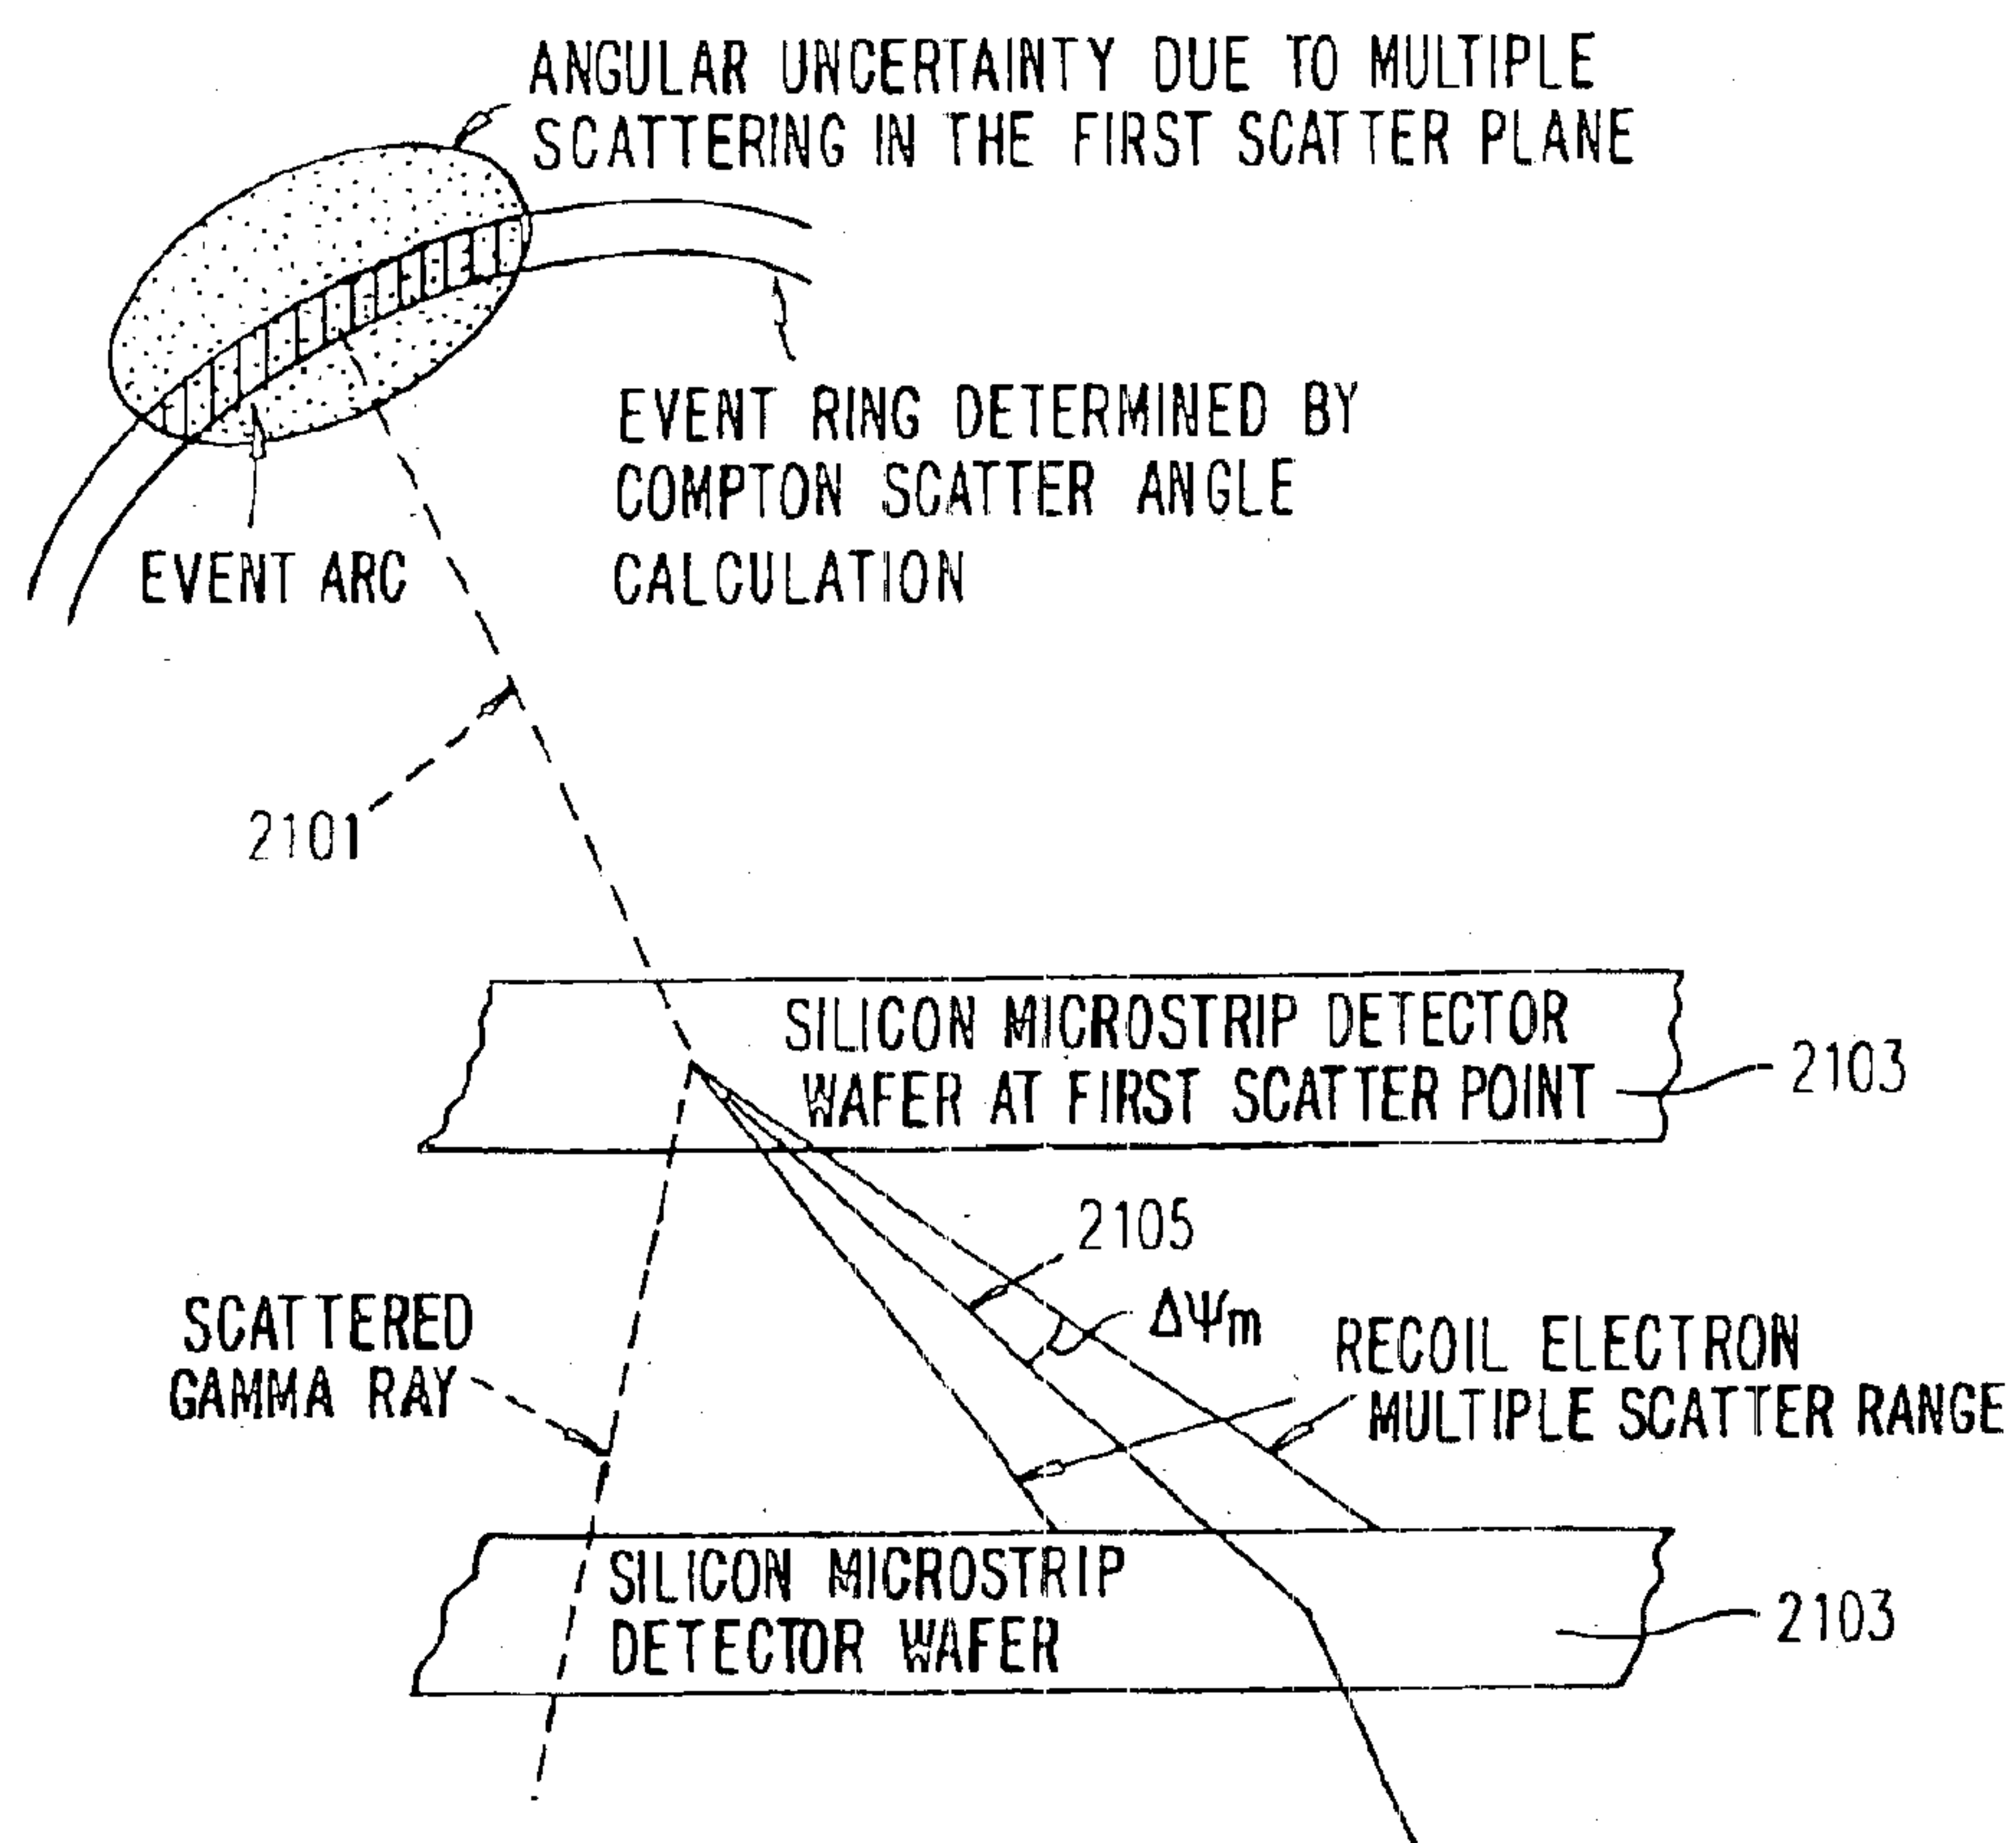 ANGULAR UNCERTAINTY DUE TO MULTIPLE
SCATTERING IN THE FIRST SCATTER PLANE
EVENT RING DETERMINED BY
COMPTON SCATTER ANGLE
CALCULATION
EVENT ARC
2101
SILICON MICROSTRIP DETECTOR
WAFER AT FIRST SCATTER POINT
2103
2105
ΔΨm
SCATTERED
GAMMA RAY
RECOIL ELECTRON
MULTIPLE SCATTER RANGE
SILICON MICROSTRIP
DETECTOR WAFER
2103